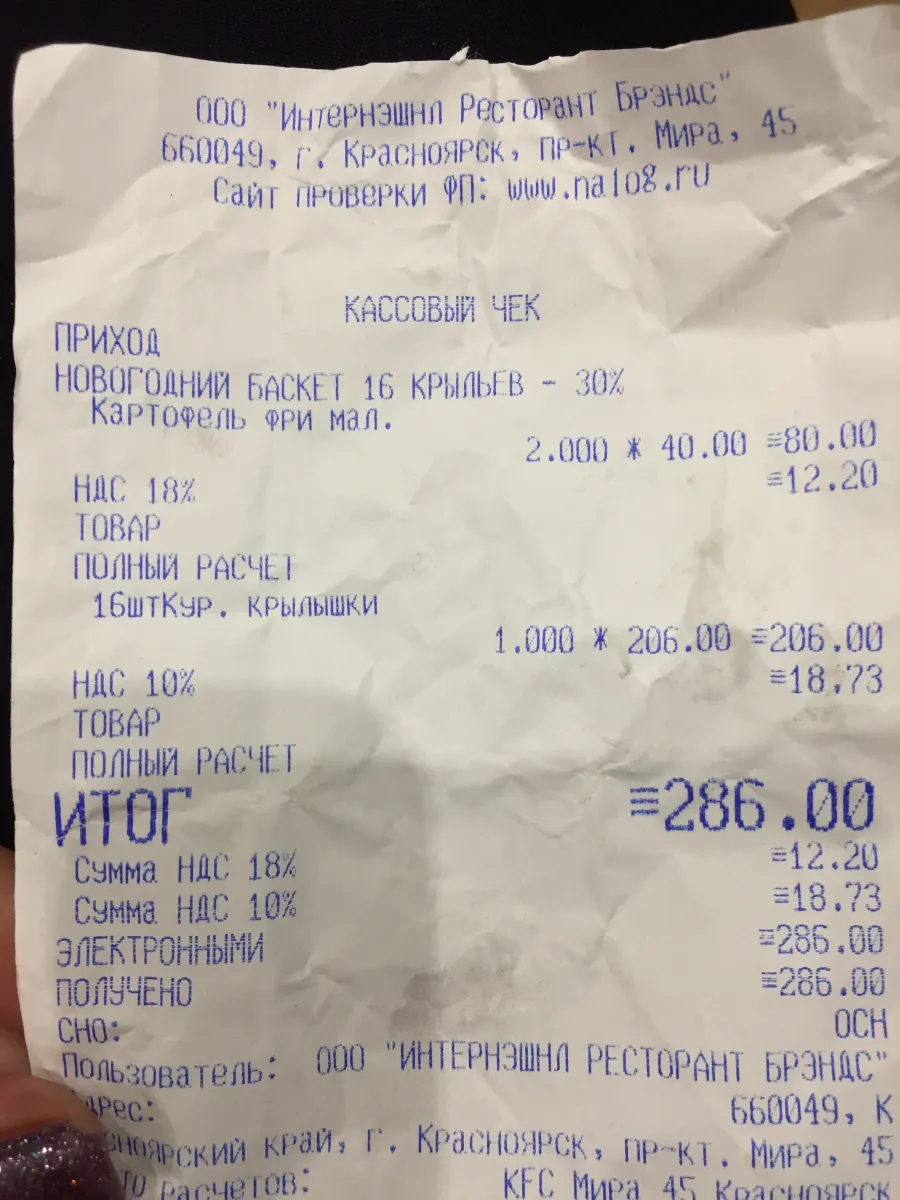 ООО "Интернэшнл Ресторант Брэндс"
660049, г. Красноярск, пр-кт. Мира, 45
Сайт проверки ФП: www.nalog.ru
КАССОВЫЙ ЧЕК
ПРИХОД
НОВОГОДНИЙ БАСКЕТ 16 КРЫЛЬЕВ - 30%
Картофель фри мал.
2.000 * 40.00 =80.00
НДС 18% =12.20
ТОВАР
ПОЛНЫЙ РАСЧЕТ
16штКур. крылышки
1.000 * 206.00 =206.00
НДС 10% =18.73
ТОВАР
ПОЛНЫЙ РАСЧЕТ
ИТОГ =286.00
Сумма НДС 18% =12.20
Сумма НДС 10% =18.73
ЭЛЕКТРОННЫМИ =286.00
ПОЛУЧЕНО =286.00
СНО: ОСН
Пользователь: ООО "ИНТЕРНЭШНЛ РЕСТОРАНТ БРЭНДС"
660049, К
край, г. Красноярск, пр-кт. Мира, 45
расчетов: KFC Мира 45 Красноярск